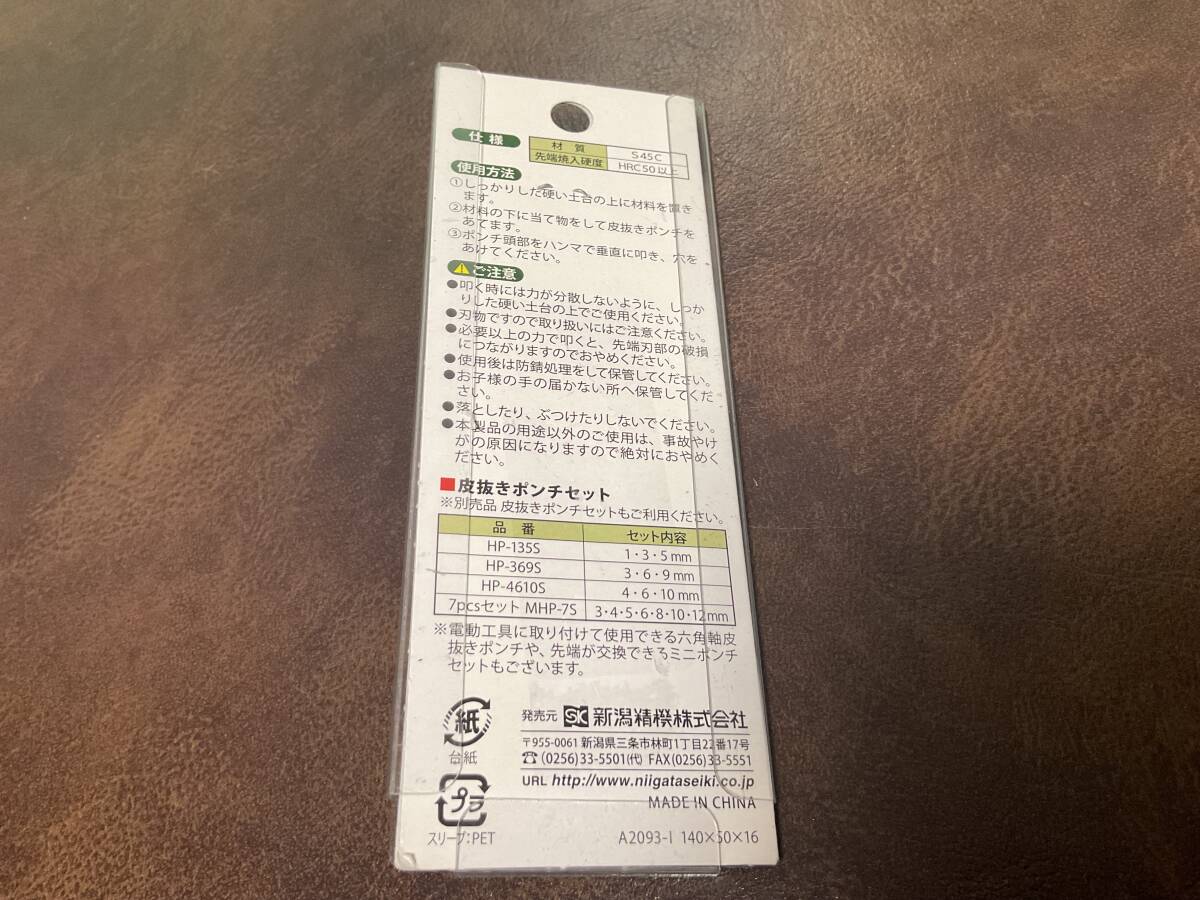 仕様
材質 S45C
先端焼入硬度 HRC50以上
使用方法
①しっかりした硬い土台の上に材料を置き
ます。
②材料の下に当て物をして皮抜きポンチを
あてます。
③ポンチ頭部をハンマで垂直に叩き、穴を
あけてください。
ご注意
●叩く時には力が分散しないように、しっか
りした硬い土台の上でご使用ください。
●刃物ですので取り扱いにはご注意ください。
●必要以上の力で叩くと、先端刃部の破損
につながりますのでおやめください。
●使用後は防錆処理をして保管してください。
●お子様の手の届かない所へ保管してくだ
さい。
●落としたり、ぶつけたりしないでください。
●本製品の用途以外のご使用は、事故やけ
がの原因になりますので絶対におやめく
ださい。
■皮抜きポンチセット
※別売品 皮抜きポンチセットもご利用ください。
品番 セット内容
HP-135S 1・3・5mm
HP-369S 3・6・9mm
HP-4610S 4・6・10mm
7pcsセット MHP-7S 3・4・5・6・8・10・12mm
※電動工具に取り付けて使用できる六角軸皮
抜きポンチや、先端が交換できるミニポンチ
セットもございます。
紙
台紙
発売元 SK 新潟精機株式会社
〒955-0061 新潟県三条市林町1丁目22番17号
☎(0256)33-5501(代) FAX(0256)33-5551
URL http://www.niigataseiki.co.jp
MADE IN CHINA
プラ
スリーブ:PET
A2093-I 140×50×16